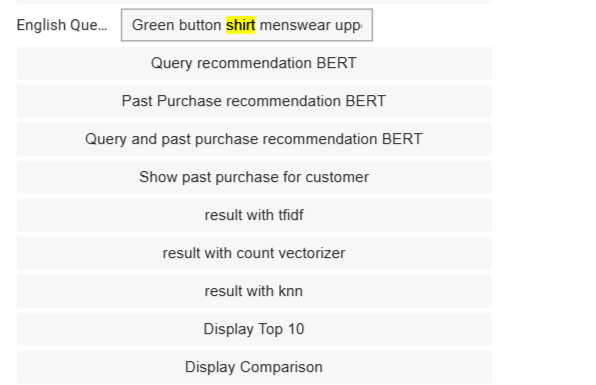 English Que... Green button shirt menswear upp
Query recommendation BERT
Past Purchase recommendation BERT
Query and past purchase recommendation BERT
Show past purchase for customer
result with tfidf
result with count vectorizer
result with knn
Display Top 10
Display Comparison